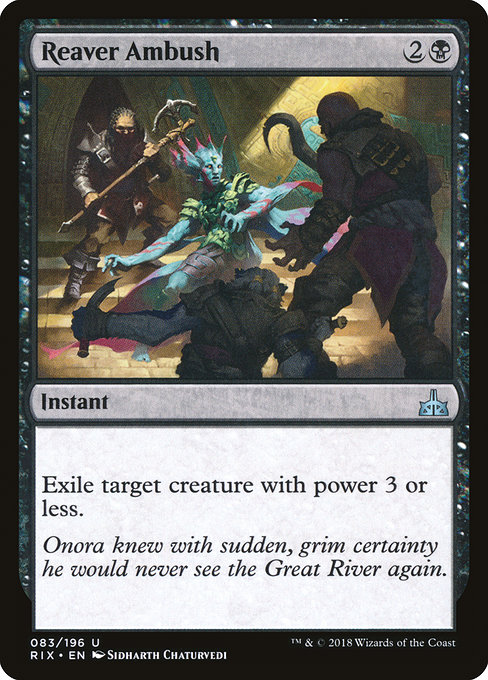 Reaver Ambush 2
Instant
Exile target creature with power 3 or
less.
Onora knew with sudden, grim certainty
he would never see the Great River again.
083/196 U
RIX • EN Sidharth Chaturvedi
™ & © 2018 Wizards of the Coast